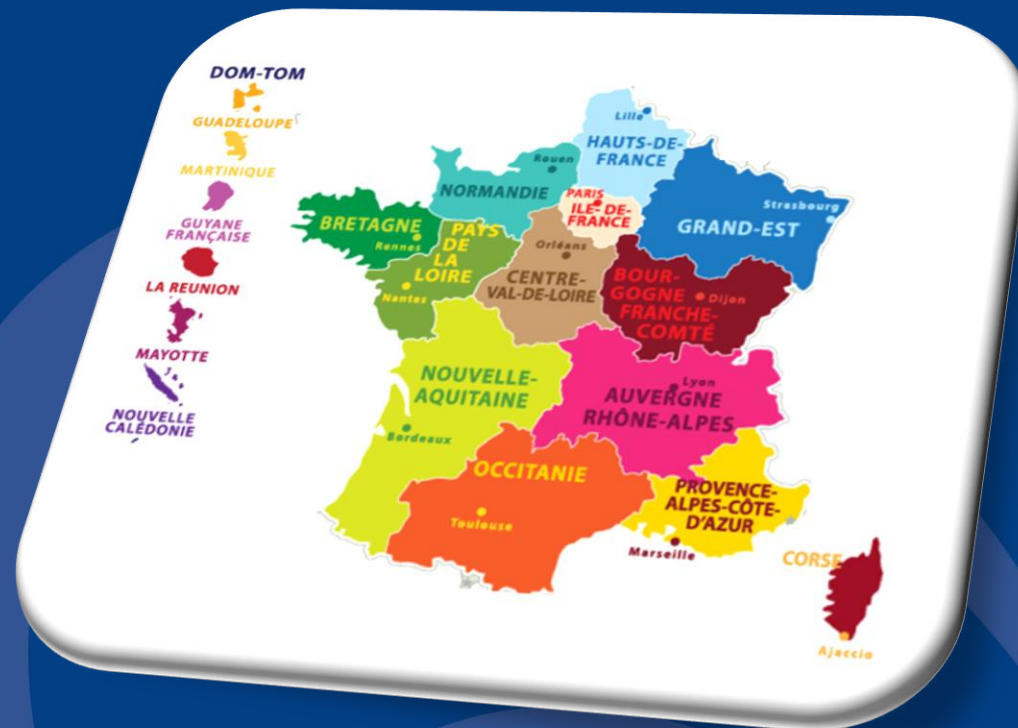 DOM-TOM
GUADELOUPE
MARTINIQUE
GUYANE
FRANÇAISE
LA REUNION
MAYOTTE
NOUVELLE
CALÉDONIE
Lille
HAUTS-DE-
FRANCE
Rouen
NORMANDIE
PARIS
ILE- DE-
FRANCE
Strasbourg
GRAND-EST
BRETAGNE
Rennes
PAYS
DE
LA
LOIRE
Nantes
Orléans
CENTRE-
VAL-DE-LOIRE
BOUR-
GOGNE
FRANCHE-
COMTÉ
Dijon
NOUVELLE-
AQUITAINE
Bordeaux
Lyon
AUVERGNE
RHÔNE-ALPES
OCCITANIE
Toulouse
PROVENCE-
ALPES-CÔTE-
D'AZUR
Marseille
CORSE
Ajaccio